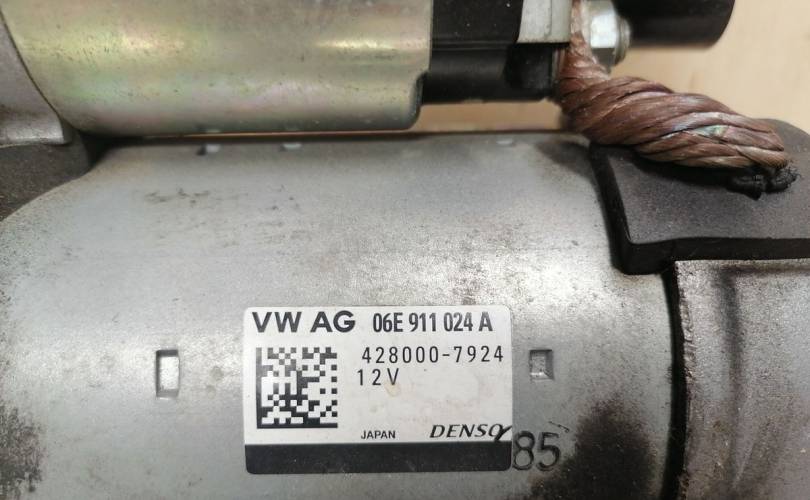 VW AG 06E 911 024 A
428000-7924
12V
JAPAN DENSO
85